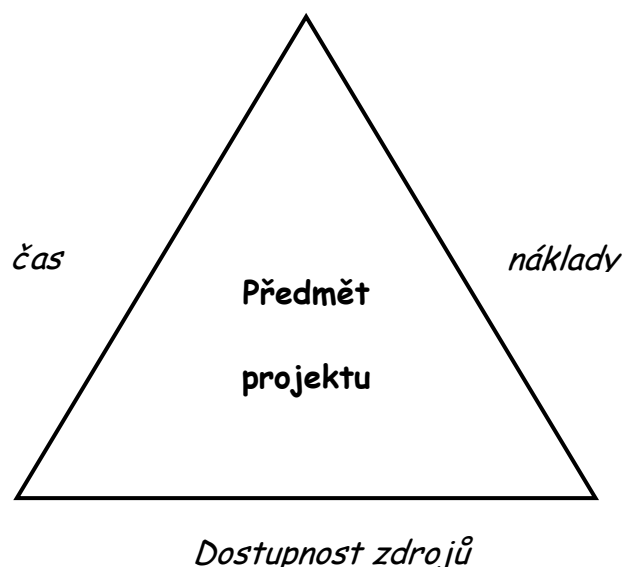 čas
náklady
Předmět
projektu
Dostupnost zdrojů